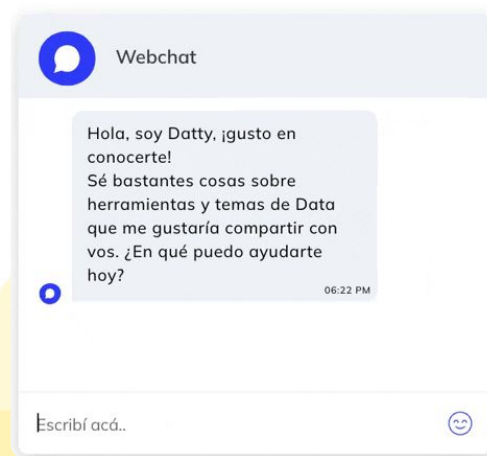 Webchat
Hola, soy Datty, ¡gusto en
conocerte!
Sé bastantes cosas sobre
herramientas y temas de Data
que me gustaría compartir con
vos. ¿En qué puedo ayudarte
hoy?
06:22 PM
Escribí acá..